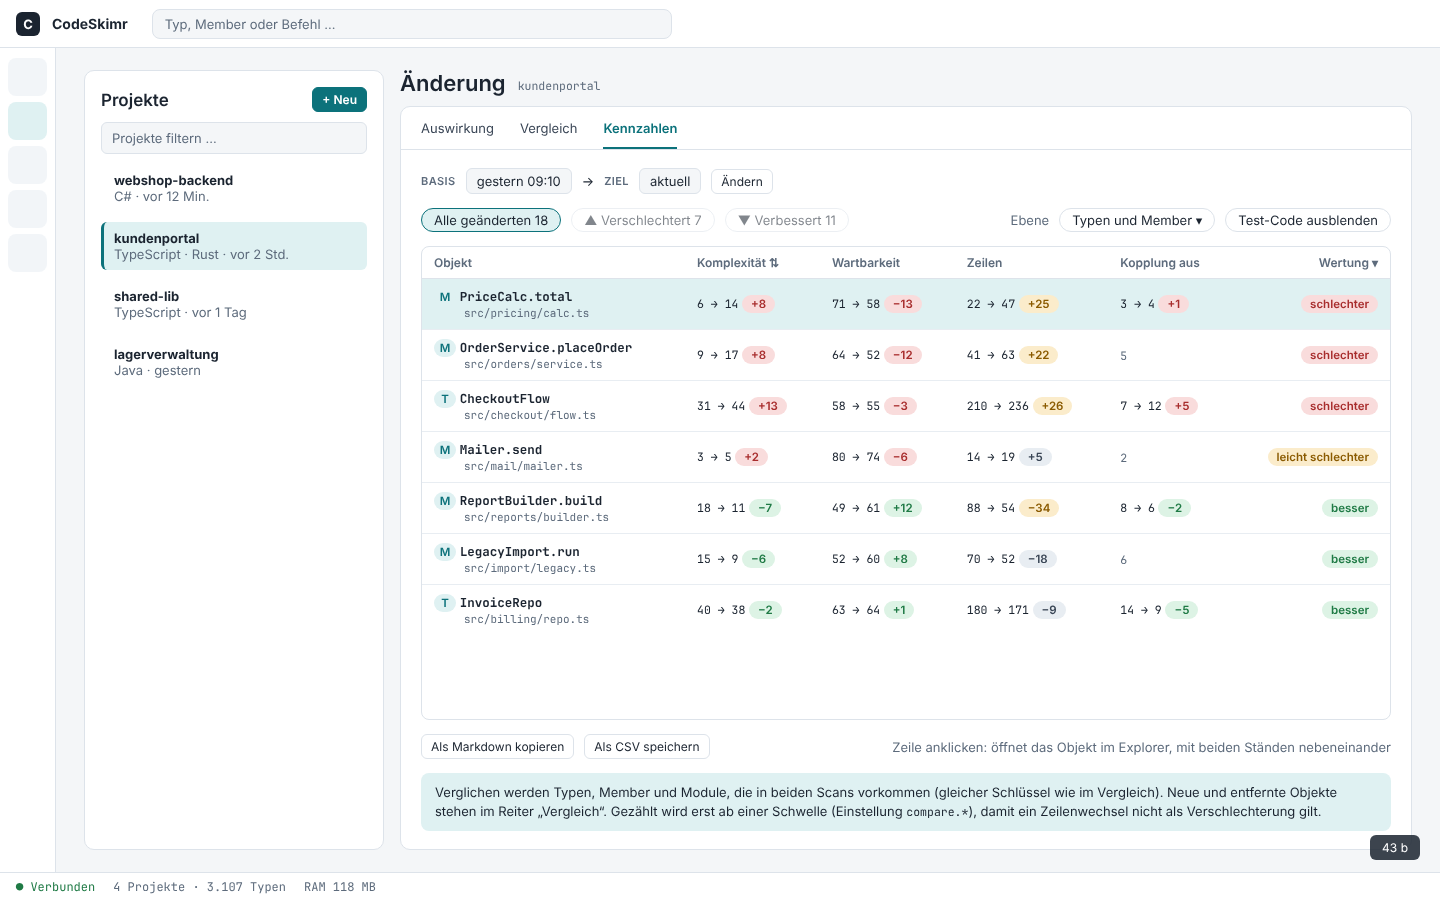 C CodeSkimr Typ, Member oder Befehl ...
Projekte + Neu
Projekte filtern ...
webshop-backend
C# · vor 12 Min.
kundenportal
TypeScript · Rust · vor 2 Std.
shared-lib
TypeScript · vor 1 Tag
lagerverwaltung
Java · gestern
Änderung kundenportal
Auswirkung Vergleich Kennzahlen
BASIS gestern 09:10 → ZIEL aktuell Ändern
Alle geänderten 18 ▲ Verschlechtert 7 ▼ Verbessert 11 Ebene Typen und Member ▾ Test-Code ausblenden
Objekt Komplexität ⇅ Wartbarkeit Zeilen Kopplung aus Wertung ▾
M PriceCalc.total 6 → 14 +8 71 → 58 −13 22 → 47 +25 3 → 4 +1 schlechter
src/pricing/calc.ts
M OrderService.placeOrder 9 → 17 +8 64 → 52 −12 41 → 63 +22 5 schlechter
src/orders/service.ts
T CheckoutFlow 31 → 44 +13 58 → 55 −3 210 → 236 +26 7 → 12 +5 schlechter
src/checkout/flow.ts
M Mailer.send 3 → 5 +2 80 → 74 −6 14 → 19 +5 2 leicht schlechter
src/mail/mailer.ts
M ReportBuilder.build 18 → 11 −7 49 → 61 +12 88 → 54 −34 8 → 6 −2 besser
src/reports/builder.ts
M LegacyImport.run 15 → 9 −6 52 → 60 +8 70 → 52 −18 6 besser
src/import/legacy.ts
T InvoiceRepo 40 → 38 −2 63 → 64 +1 180 → 171 −9 14 → 9 −5 besser
src/billing/repo.ts
Als Markdown kopieren Als CSV speichern Zeile anklicken: öffnet das Objekt im Explorer, mit beiden Ständen nebeneinander
Verglichen werden Typen, Member und Module, die in beiden Scans vorkommen (gleicher Schlüssel wie im Vergleich). Neue und entfernte Objekte
stehen im Reiter „Vergleich“. Gezählt wird erst ab einer Schwelle (Einstellung compare.*), damit ein Zeilenwechsel nicht als Verschlechterung gilt.
43 b
● Verbunden 4 Projekte · 3.107 Typen RAM 118 MB